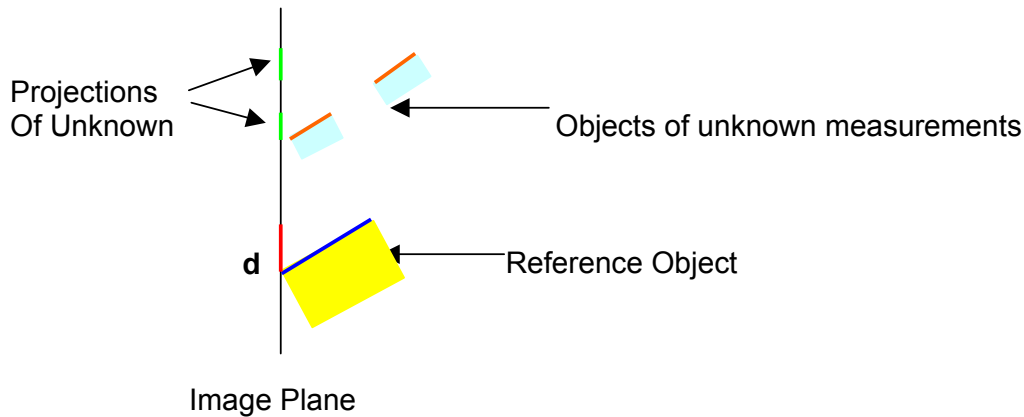 Projections
Of Unknown
Objects of unknown measurements
d
Reference Object
Image Plane